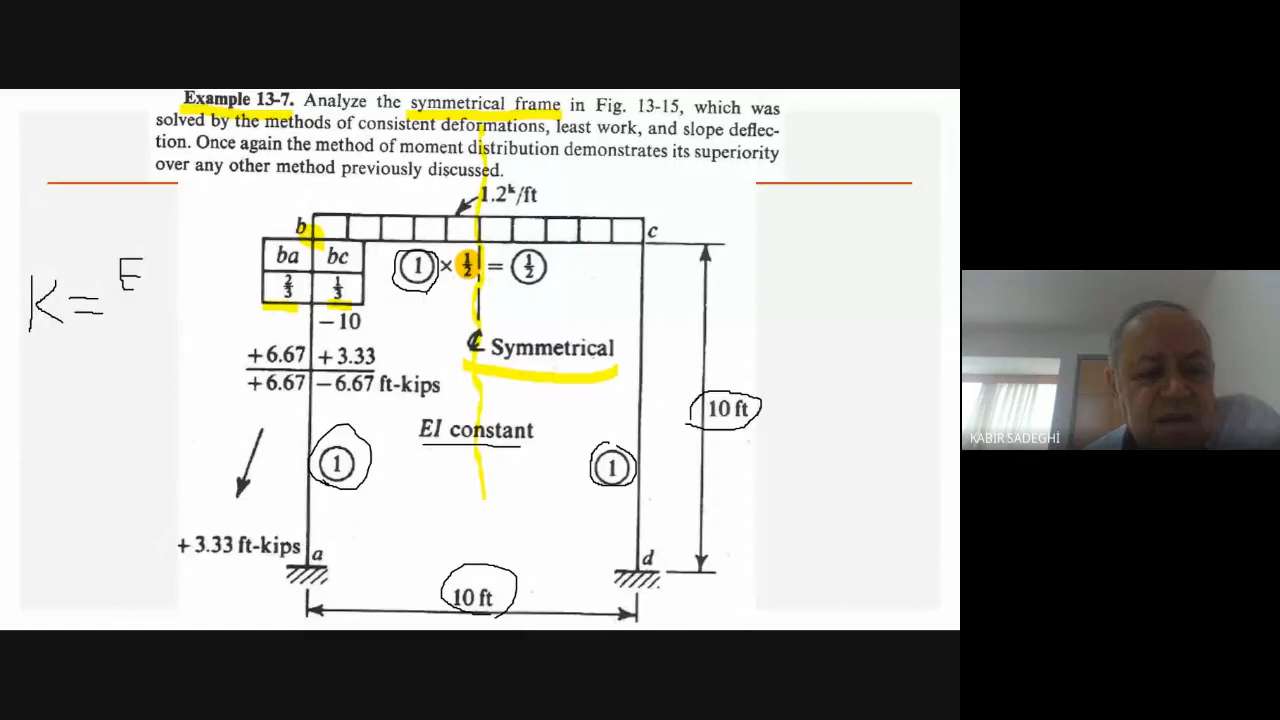 Example 13-7. Analyze the symmetrical frame in Fig. 13-15, which was
solved by the methods of consistent deformations, least work, and slope deflec-
tion. Once again the method of moment distribution demonstrates its superiority
over any other method previously discussed.
1.2ᵏ/ft
b
c
ba bc
1 × ½ = ½
⅔ ⅓
K = E
-10
+6.67 +3.33
+6.67 -6.67 ft-kips
℄ Symmetrical
10 ft
EI constant
1
1
+3.33 ft-kips
a
d
10 ft
KABIR SADEGHİ